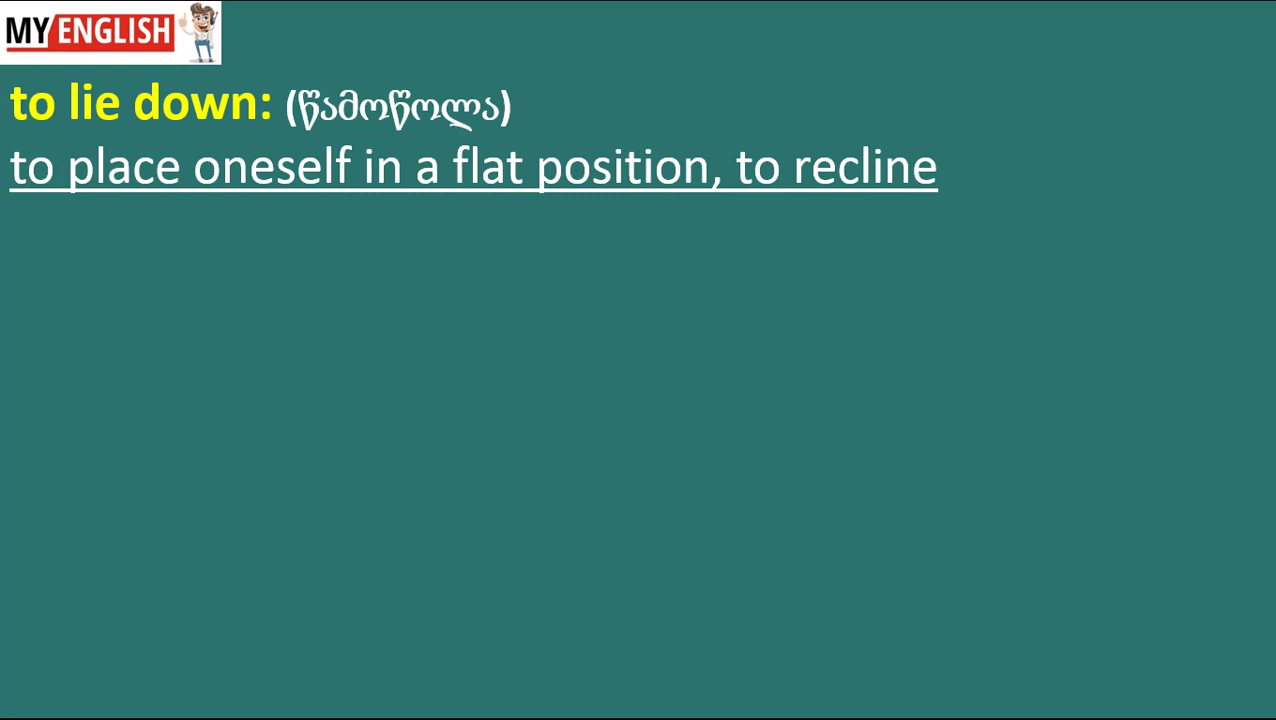 MY ENGLISH
to lie down: (წამოწოლა)
to place oneself in a flat position, to recline